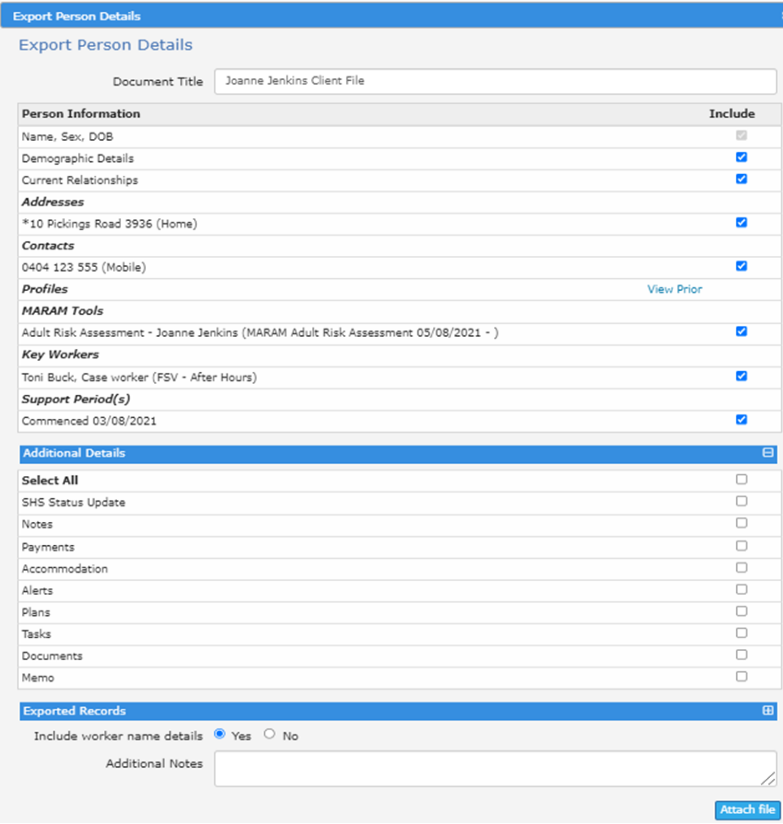 Export Person Details
Export Person Details
Document Title Joanne Jenkins Client File
Person Information Include
Name, Sex, DOB
Demographic Details
Current Relationships
Addresses
*10 Pickings Road 3936 (Home)
Contacts
0404 123 555 (Mobile)
Profiles View Prior
MARAM Tools
Adult Risk Assessment - Joanne Jenkins (MARAM Adult Risk Assessment 05/08/2021 - )
Key Workers
Toni Buck, Case worker (FSV - After Hours)
Support Period(s)
Commenced 03/08/2021
Additional Details
Select All
SHS Status Update
Notes
Payments
Accommodation
Alerts
Plans
Tasks
Documents
Memo
Exported Records
Include worker name details Yes No
Additional Notes
Attach file